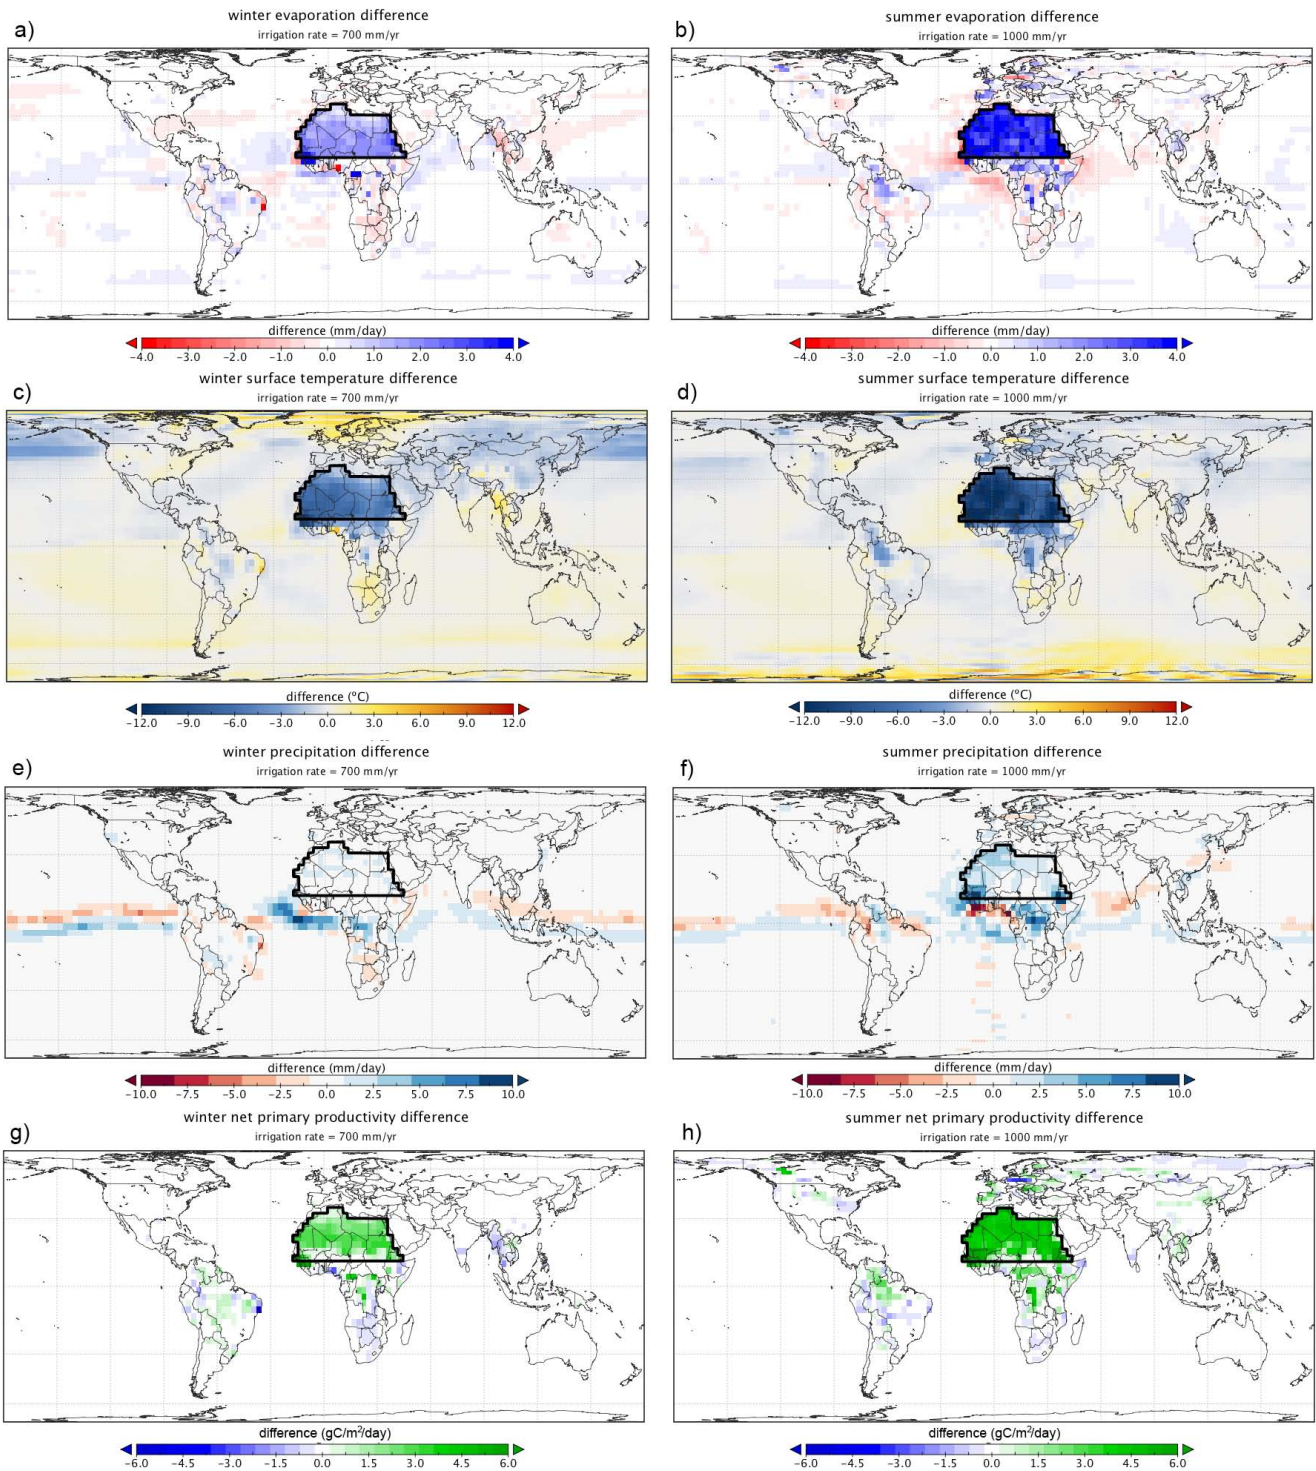 a)
winter evaporation difference
irrigation rate = 700 mm/yr
difference (mm/day)
−4.0 −3.0 −2.0 −1.0 0.0 1.0 2.0 3.0 4.0
b)
summer evaporation difference
irrigation rate = 1000 mm/yr
difference (mm/day)
−4.0 −3.0 −2.0 −1.0 0.0 1.0 2.0 3.0 4.0
c)
winter surface temperature difference
irrigation rate = 700 mm/yr
difference (ºC)
−12.0 −9.0 −6.0 −3.0 0.0 3.0 6.0 9.0 12.0
d)
summer surface temperature difference
irrigation rate = 1000 mm/yr
difference (ºC)
−12.0 −9.0 −6.0 −3.0 0.0 3.0 6.0 9.0 12.0
e)
winter precipitation difference
irrigation rate = 700 mm/yr
difference (mm/day)
−10.0 −7.5 −5.0 −2.5 0.0 2.5 5.0 7.5 10.0
f)
summer precipitation difference
irrigation rate = 1000 mm/yr
difference (mm/day)
−10.0 −7.5 −5.0 −2.5 0.0 2.5 5.0 7.5 10.0
g)
winter net primary productivity difference
irrigation rate = 700 mm/yr
difference (gC/m²/day)
−6.0 −4.5 −3.0 −1.5 0.0 1.5 3.0 4.5 6.0
h)
summer net primary productivity difference
irrigation rate = 1000 mm/yr
difference (gC/m²/day)
−6.0 −4.5 −3.0 −1.5 0.0 1.5 3.0 4.5 6.0